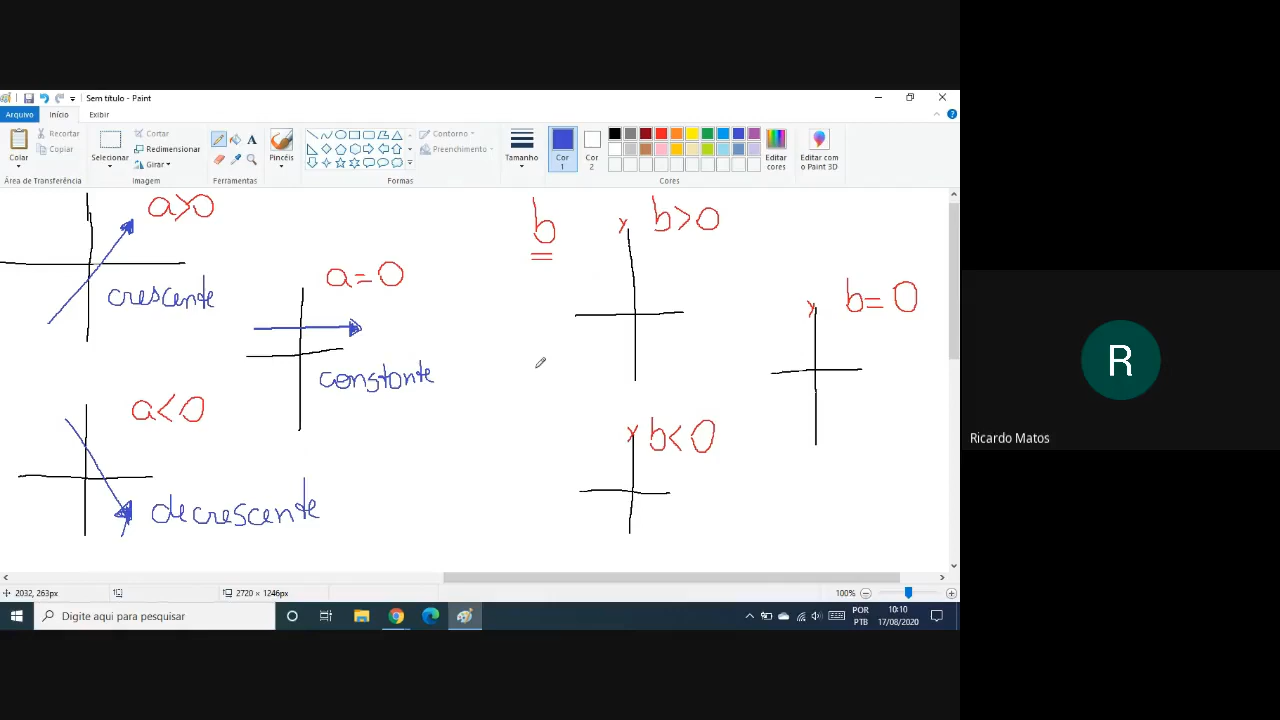 Sem título - Paint
Arquivo Início Exibir
Colar
Recortar
Copiar
Área de Transferência
Selecionar
Cortar
Redimensionar
Girar
Imagem
A
Ferramentas
Pincéis
Contorno
Preenchimento
Formas
Tamanho
Cor 1
Cor 2
Editar cores
Cores
Editar com o Paint 3D
a>0
crescente
a=0
constante
a<0
decrescente
b
y b>0
y b=0
y b<0
2032, 263px
2720 × 1246px
100%
Digite aqui para pesquisar
POR
PTB
10:10
17/08/2020
R
Ricardo Matos